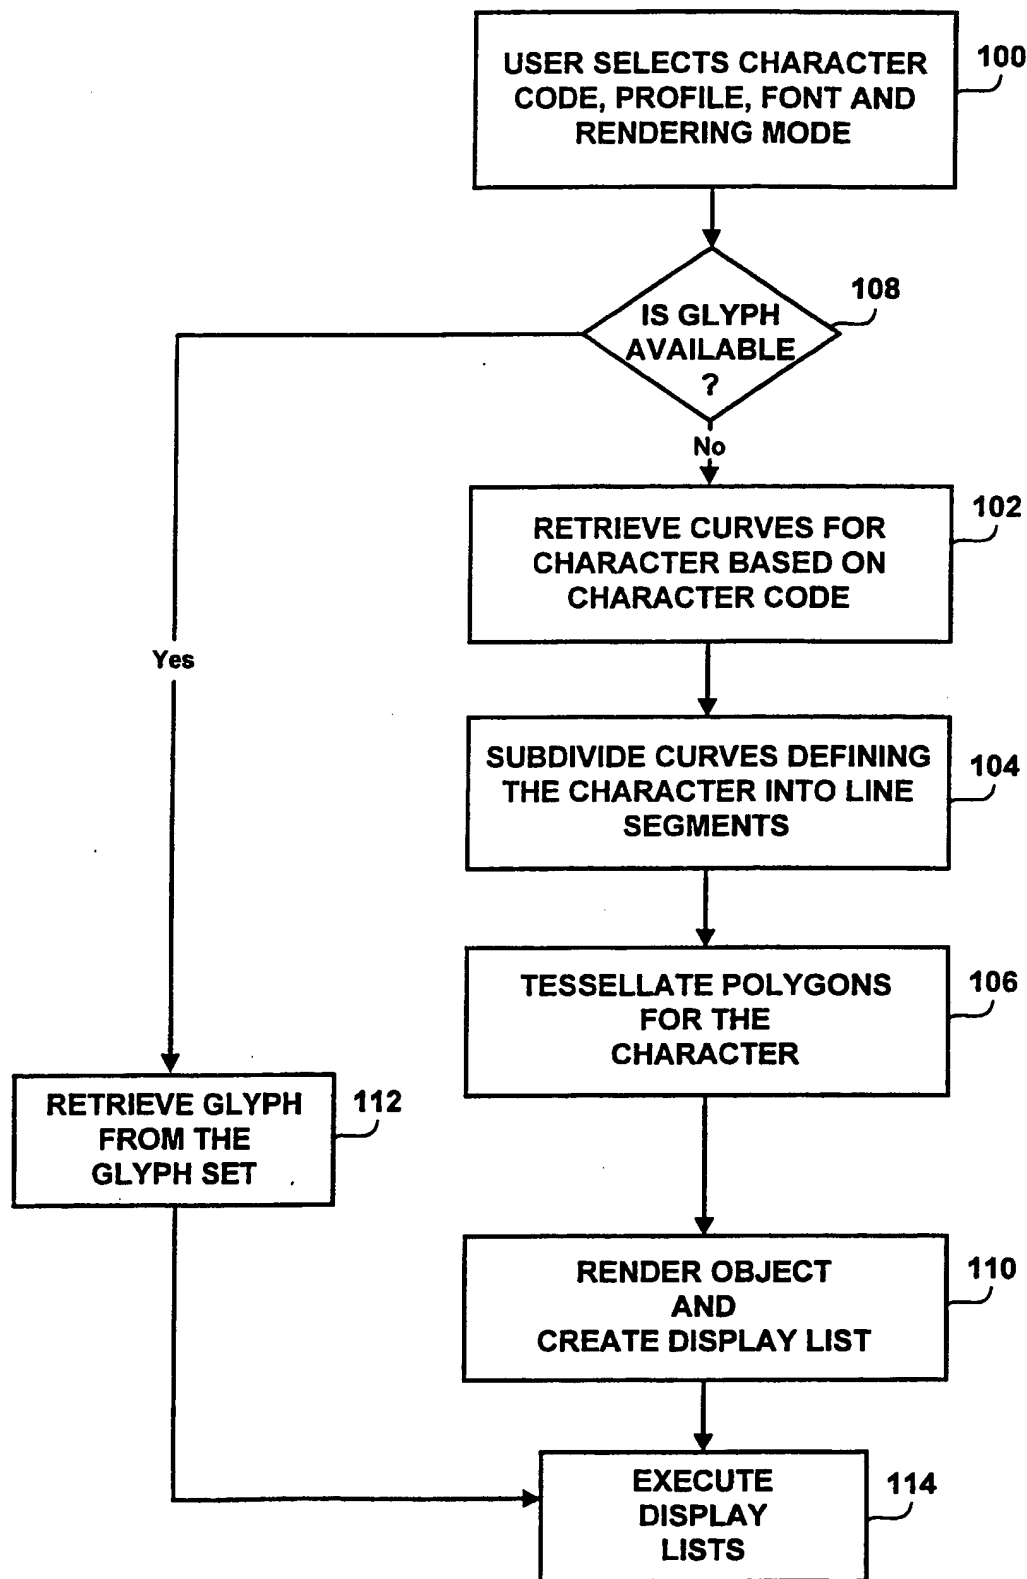 USER SELECTS CHARACTER
CODE, PROFILE, FONT AND
RENDERING MODE
100
IS GLYPH
AVAILABLE
?
108
No
RETRIEVE CURVES FOR
CHARACTER BASED ON
CHARACTER CODE
102
Yes
SUBDIVIDE CURVES DEFINING
THE CHARACTER INTO LINE
SEGMENTS
104
TESSELLATE POLYGONS
FOR THE
CHARACTER
106
RETRIEVE GLYPH
FROM THE
GLYPH SET
112
RENDER OBJECT
AND
CREATE DISPLAY LIST
110
EXECUTE
DISPLAY
LISTS
114